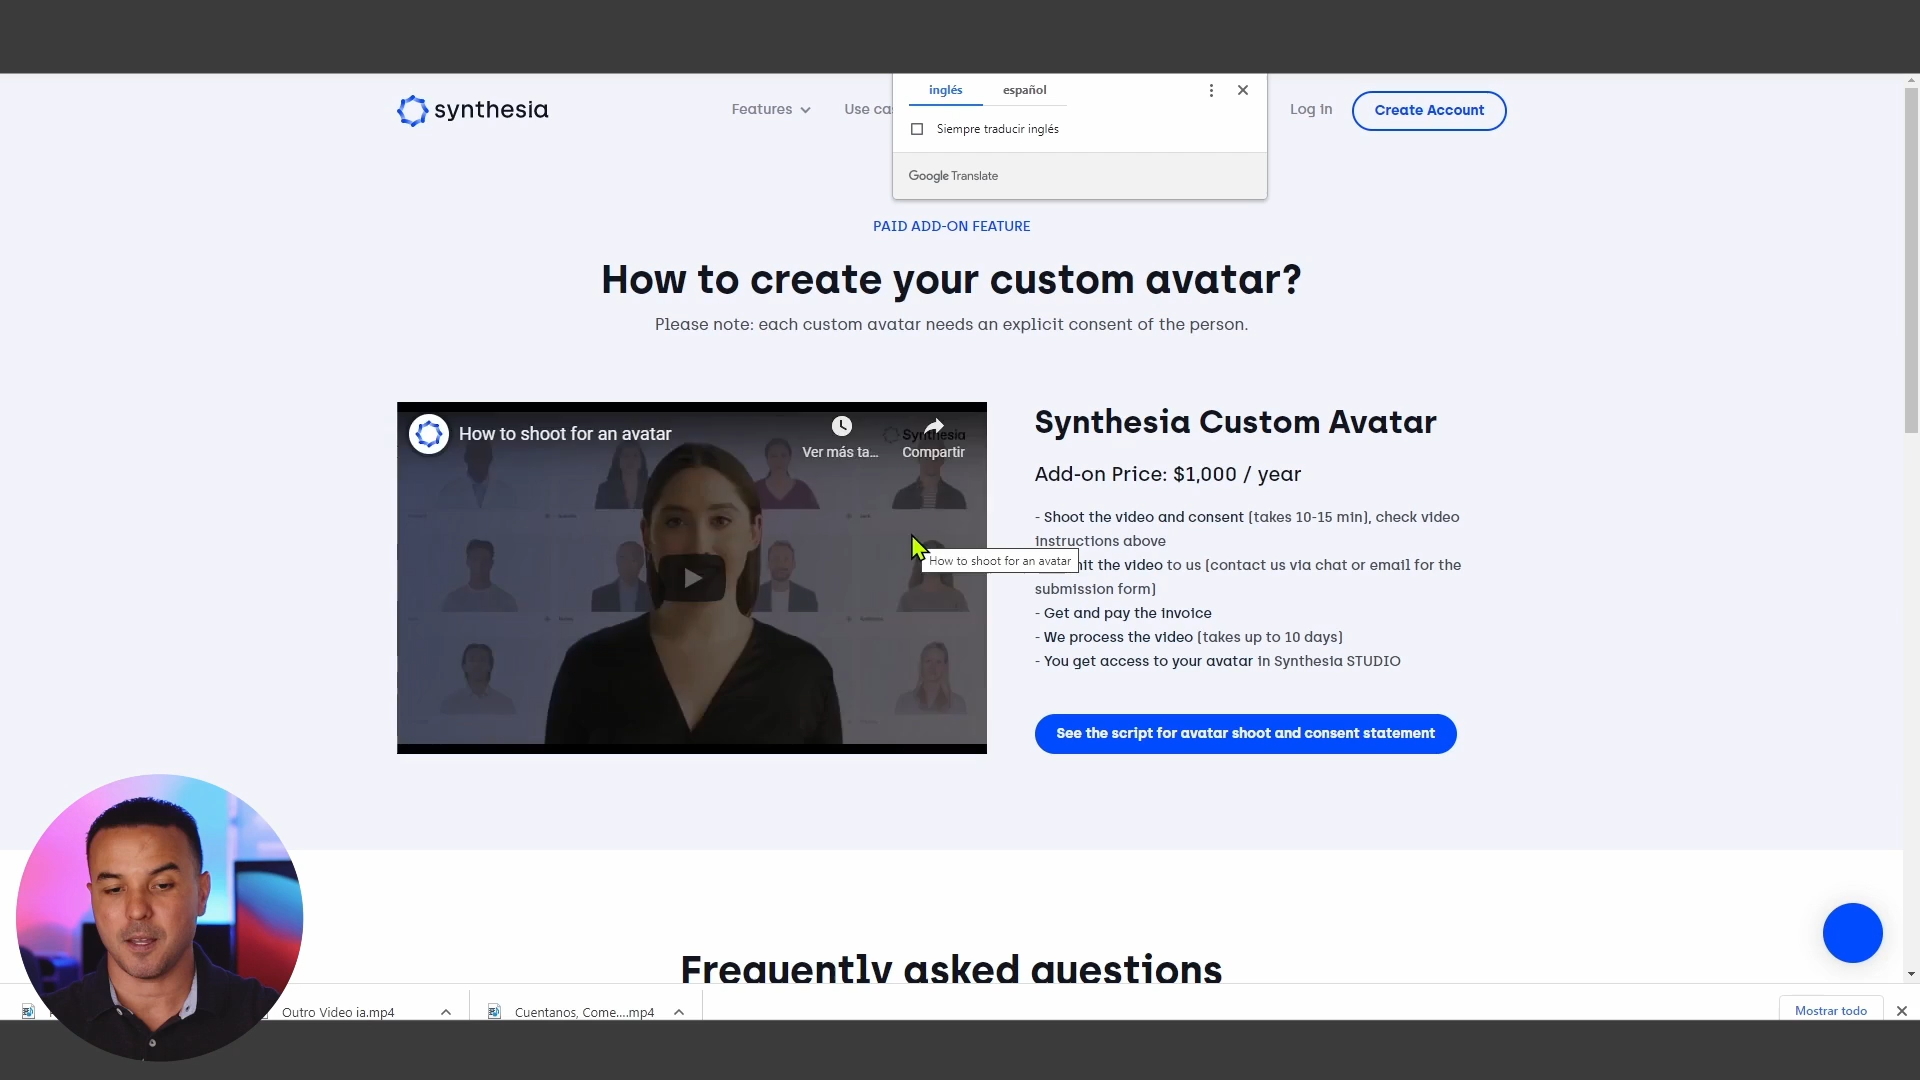 synthesia
Features
Use cas
inglés
español
Siempre traducir inglés
Google Translate
Log in
Create Account
PAID ADD-ON FEATURE
How to create your custom avatar?
Please note: each custom avatar needs an explicit consent of the person.
How to shoot for an avatar
Ver más ta...
Synthesia
Compartir
How to shoot for an avatar
Synthesia Custom Avatar
Add-on Price: $1,000 / year
- Shoot the video and consent (takes 10-15 min), check video
instructions above
the video to us (contact us via chat or email for the
submission form)
- Get and pay the invoice
- We process the video (takes up to 10 days)
- You get access to your avatar in Synthesia STUDIO
See the script for avatar shoot and consent statement
Frequently asked questions
Outro Video ia.mp4
Cuentanos, Come....mp4
Mostrar todo